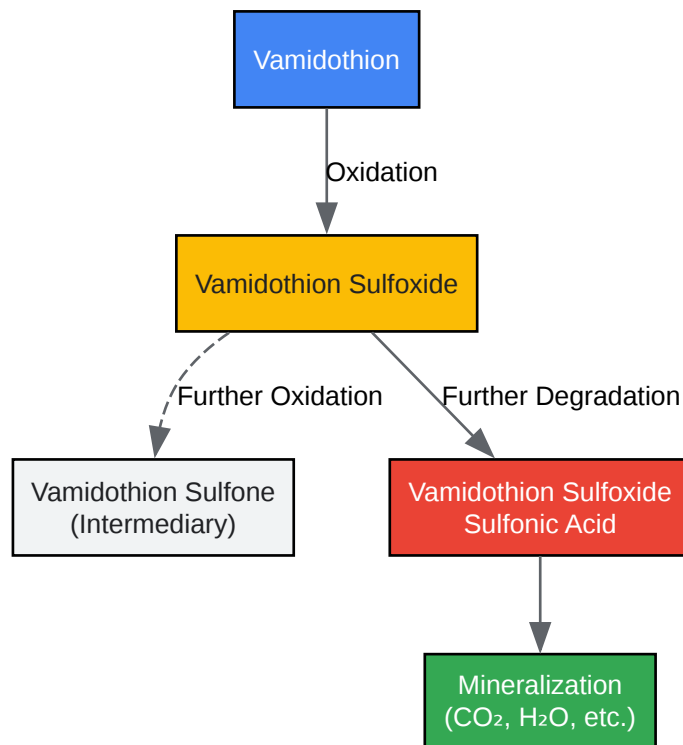 Vamidothion
Oxidation
Vamidothion Sulfoxide
Further Oxidation
Further Degradation
Vamidothion Sulfone
(Intermediary)
Vamidothion Sulfoxide
Sulfonic Acid
Mineralization
(CO₂, H₂O, etc.)